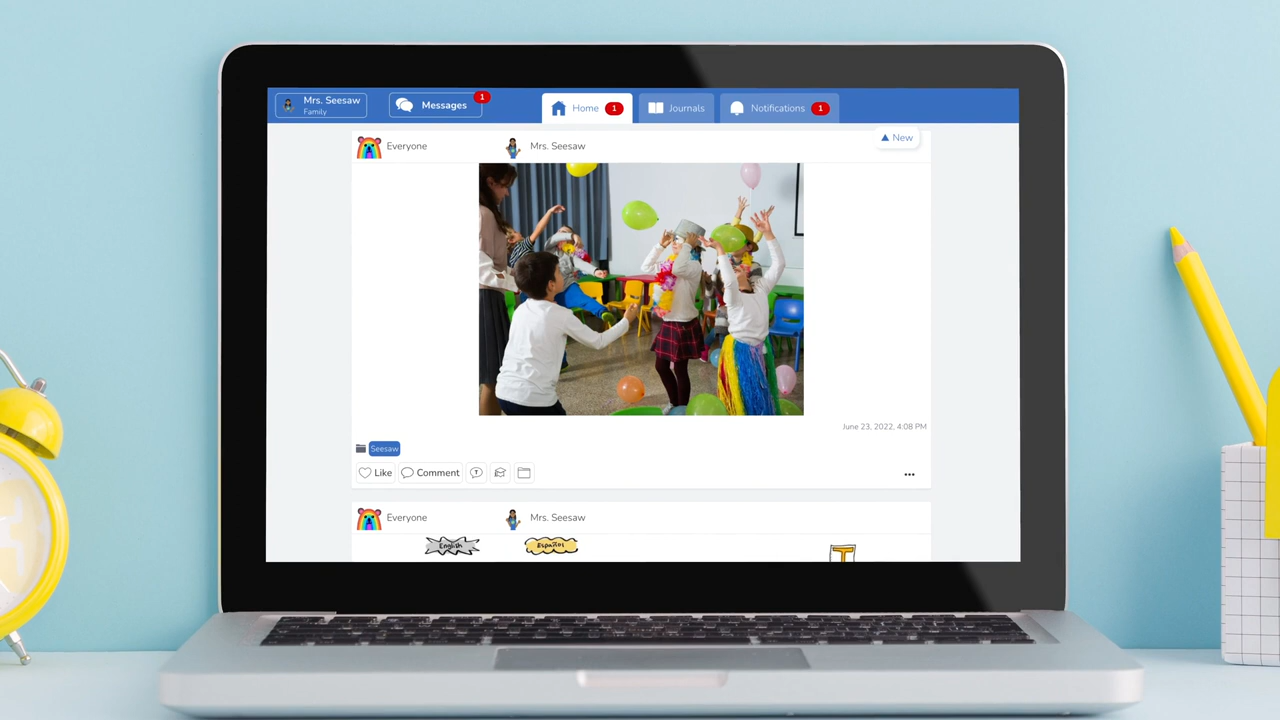 Mrs. Seesaw
Family
Messages
1
Home
1
Journals
Notifications
1
New
Everyone
Mrs. Seesaw
June 23, 2022, 4:08 PM
Seesaw
Like
Comment
Everyone
Mrs. Seesaw
English
Español
T